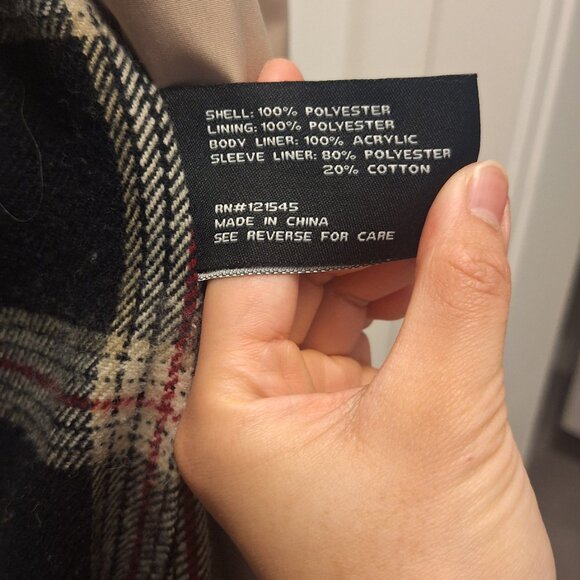 SHELL: 100% POLYESTER
LINING: 100% POLYESTER
BODY LINER: 100% ACRYLIC
SLEEVE LINER: 80% POLYESTER
20% COTTON
RN#121545
MADE IN CHINA
SEE REVERSE FOR CARE